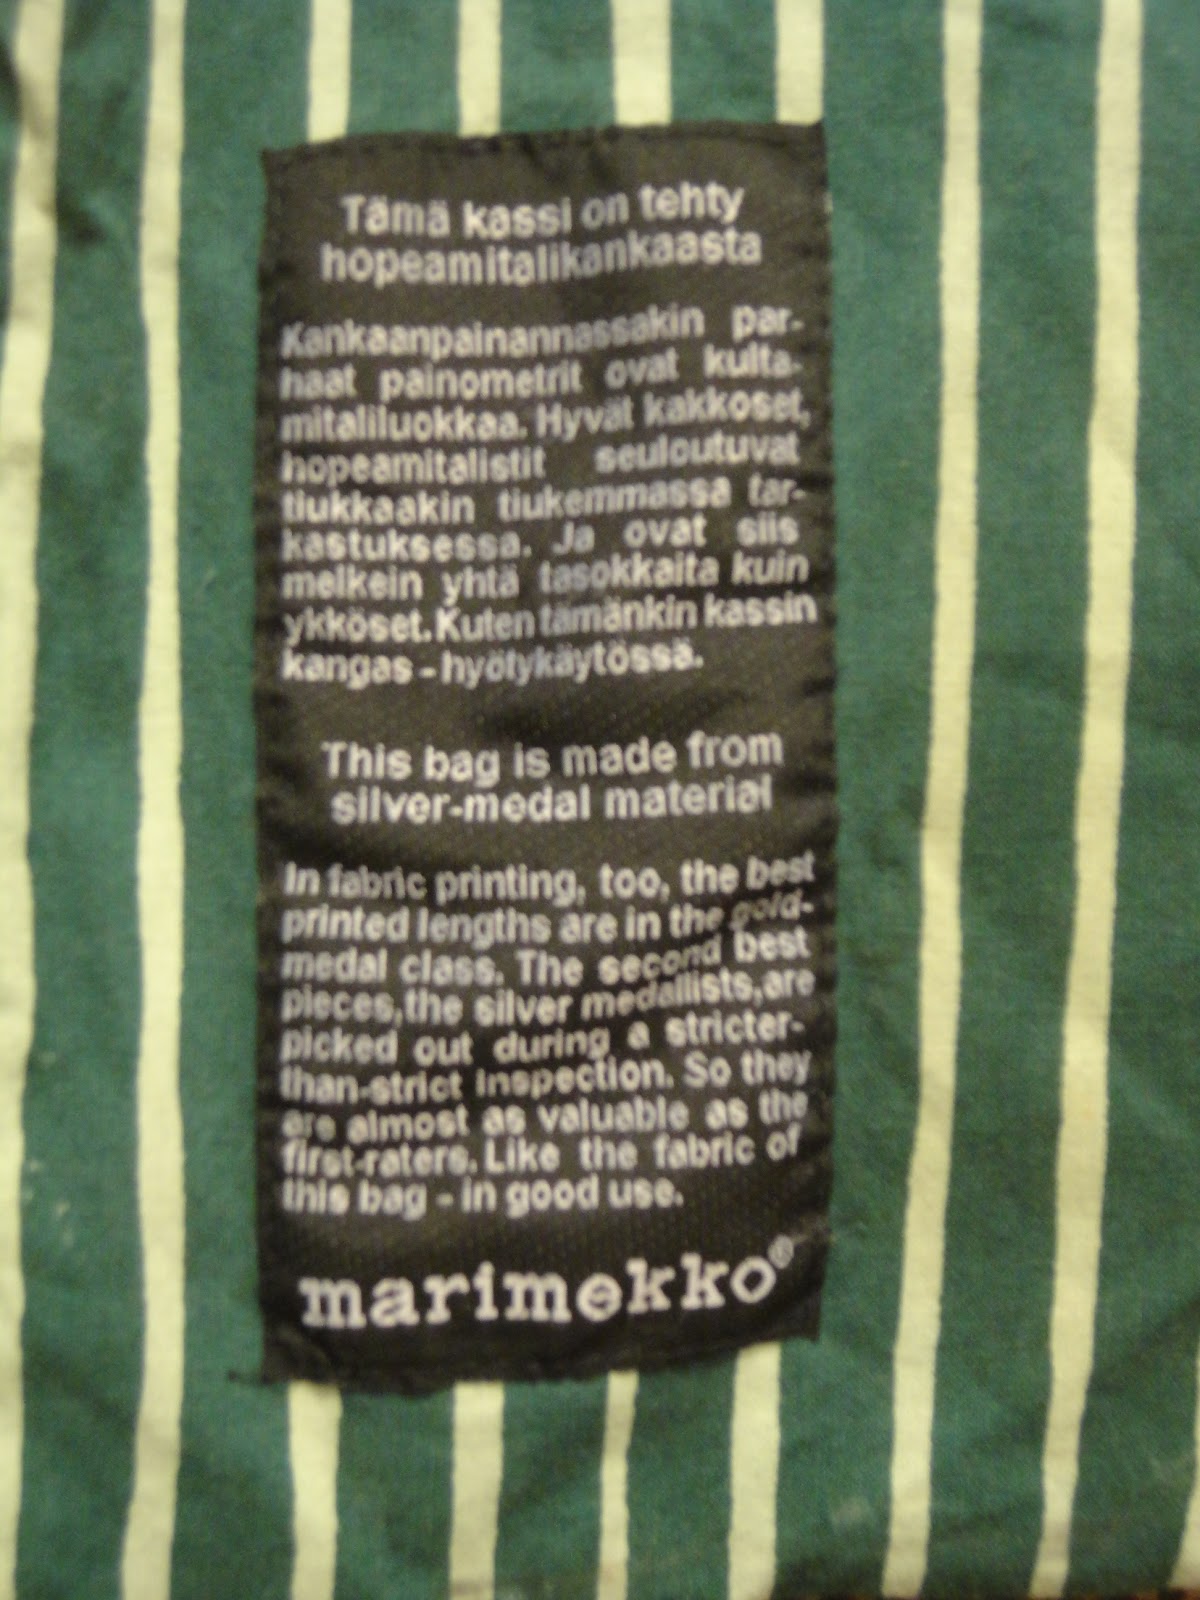 Tämä kassi on tehty
hopeamitalikankaasta
Kankaanpainannassakin par-
haat painometrit ovat kulta-
mitaliluokkaa. Hyvät kakkoset,
hopeamitalistit seuloutuvat
tiukkaakin tiukemmassa tar-
kastuksessa. Ja ovat siis
melkein yhtä tasokkaita kuin
ykköset. Kuten tämänkin kassin
kangas - hyötykäytössä.
This bag is made from
silver-medal material
In fabric printing, too, the best
printed lengths are in the gold-
medal class. The second best
pieces, the silver medallists, are
picked out during a stricter-
than-strict inspection. So they
are almost as valuable as the
first-raters. Like the fabric of
this bag - in good use.
marimekko®